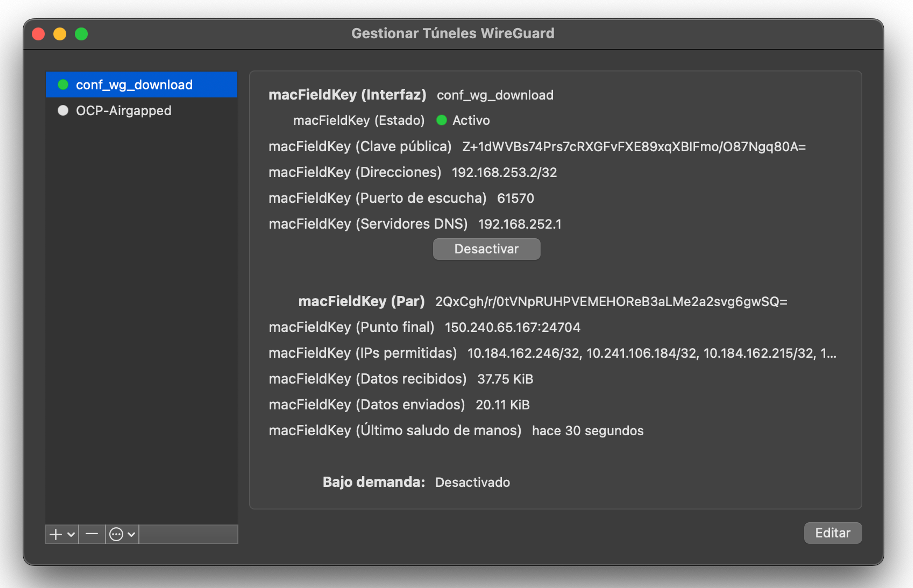 Gestionar Túneles WireGuard
conf_wg_download
OCP-Airgapped
macFieldKey (Interfaz) conf_wg_download
macFieldKey (Estado) Activo
macFieldKey (Clave pública) Z+1dWVBs74Prs7cRXGFvFXE89xqXBIFmo/O87Ngq80A=
macFieldKey (Direcciones) 192.168.253.2/32
macFieldKey (Puerto de escucha) 61570
macFieldKey (Servidores DNS) 192.168.252.1
Desactivar
macFieldKey (Par) 2QxCgh/r/0tVNpRUHPVEMEHOReB3aLMe2a2svg6gwSQ=
macFieldKey (Punto final) 150.240.65.167:24704
macFieldKey (IPs permitidas) 10.184.162.246/32, 10.241.106.184/32, 10.184.162.215/32, 1...
macFieldKey (Datos recibidos) 37.75 KiB
macFieldKey (Datos enviados) 20.11 KiB
macFieldKey (Último saludo de manos) hace 30 segundos
Bajo demanda: Desactivado
Editar